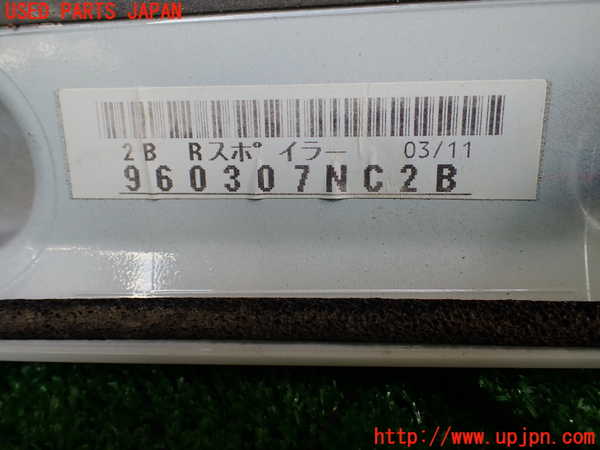 USED PARTS JAPAN
2B Rスポイラー 03/11
960307NC2B
http://www.upjpn.com/